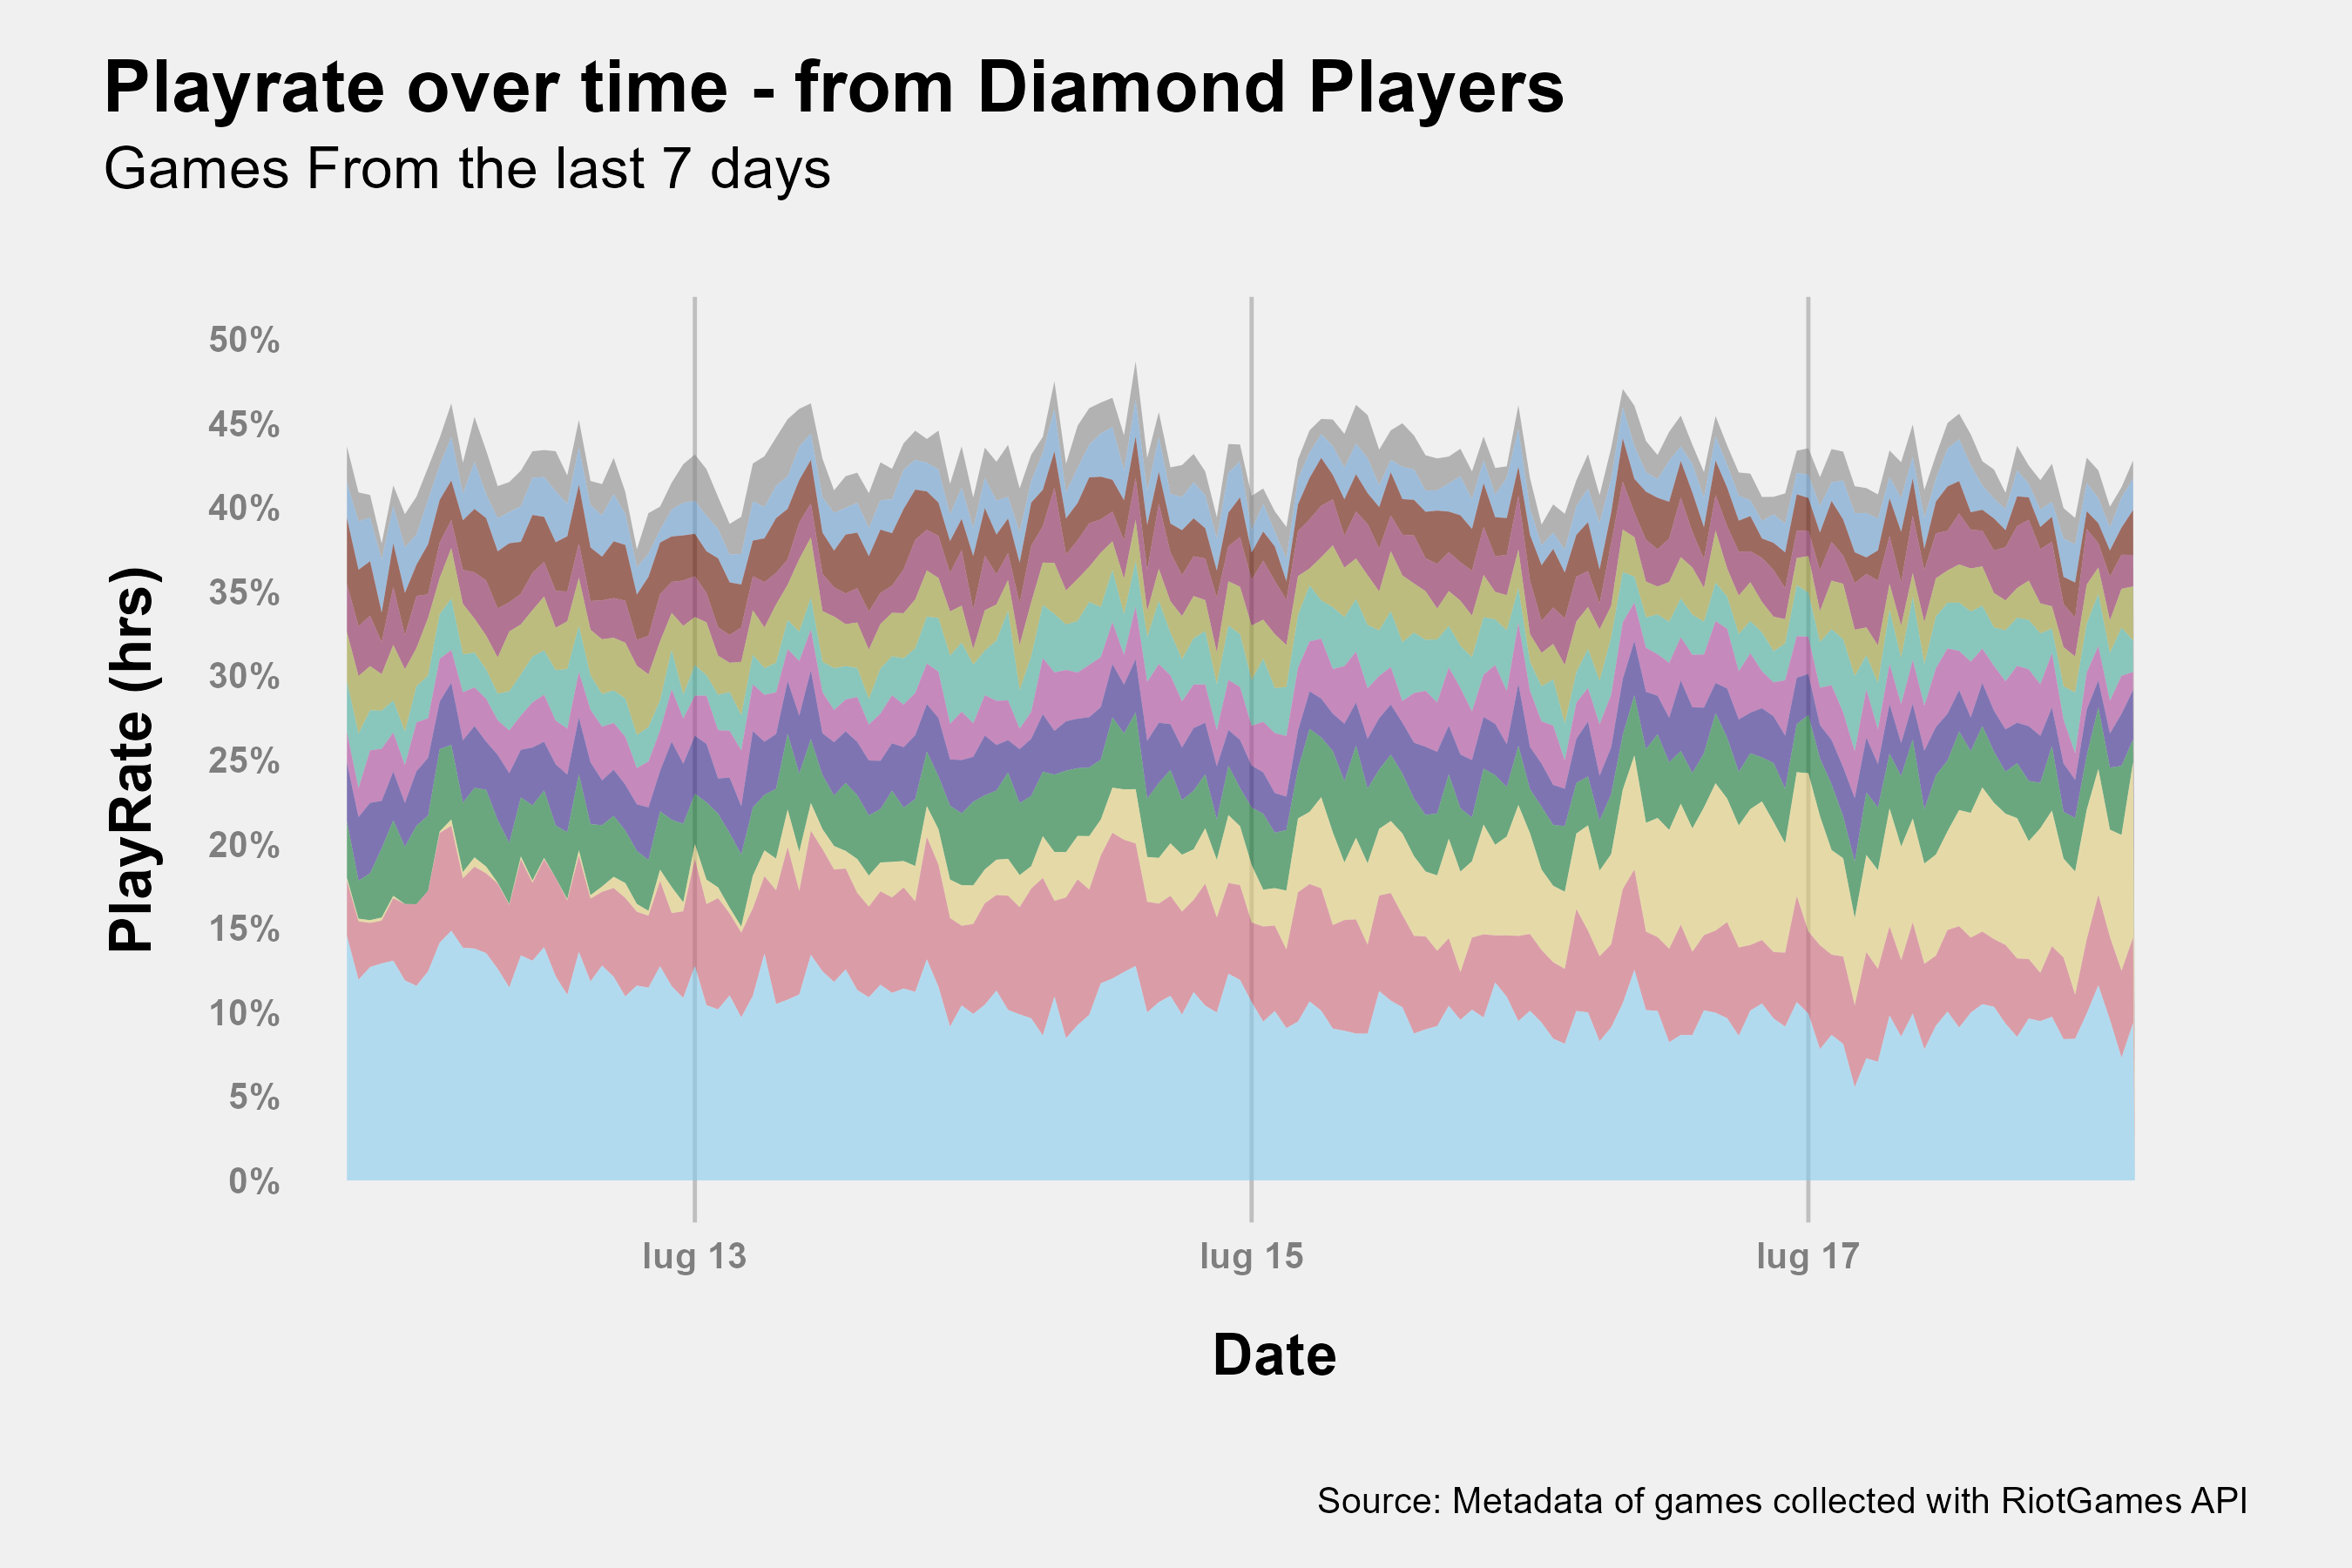 Playrate over time - from Diamond Players
Games From the last 7 days
PlayRate (hrs)
50%
45%
40%
35%
30%
25%
20%
15%
10%
5%
0%
lug 13
lug 15
lug 17
Date
Source: Metadata of games collected with RiotGames API